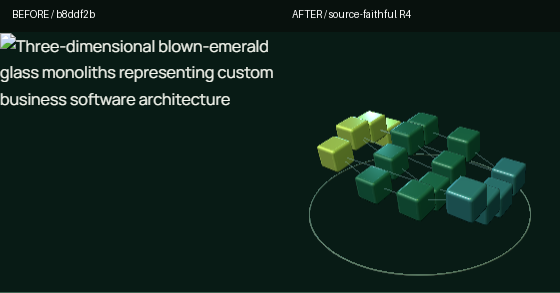 BEFORE / b8ddf2b
AFTER / source-faithful R4
Three-dimensional blown-emerald
glass monoliths representing custom
business software architecture